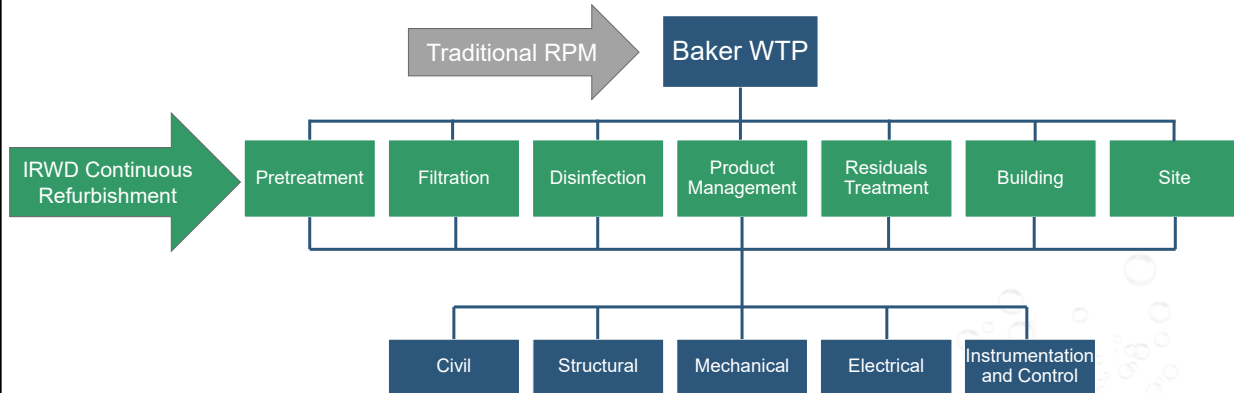 Traditional RPM
Baker WTP
IRWD Continuous
Refurbishment
Pretreatment
Filtration
Disinfection
Product
Management
Residuals
Treatment
Building
Site
Civil
Structural
Mechanical
Electrical
Instrumentation
and Control